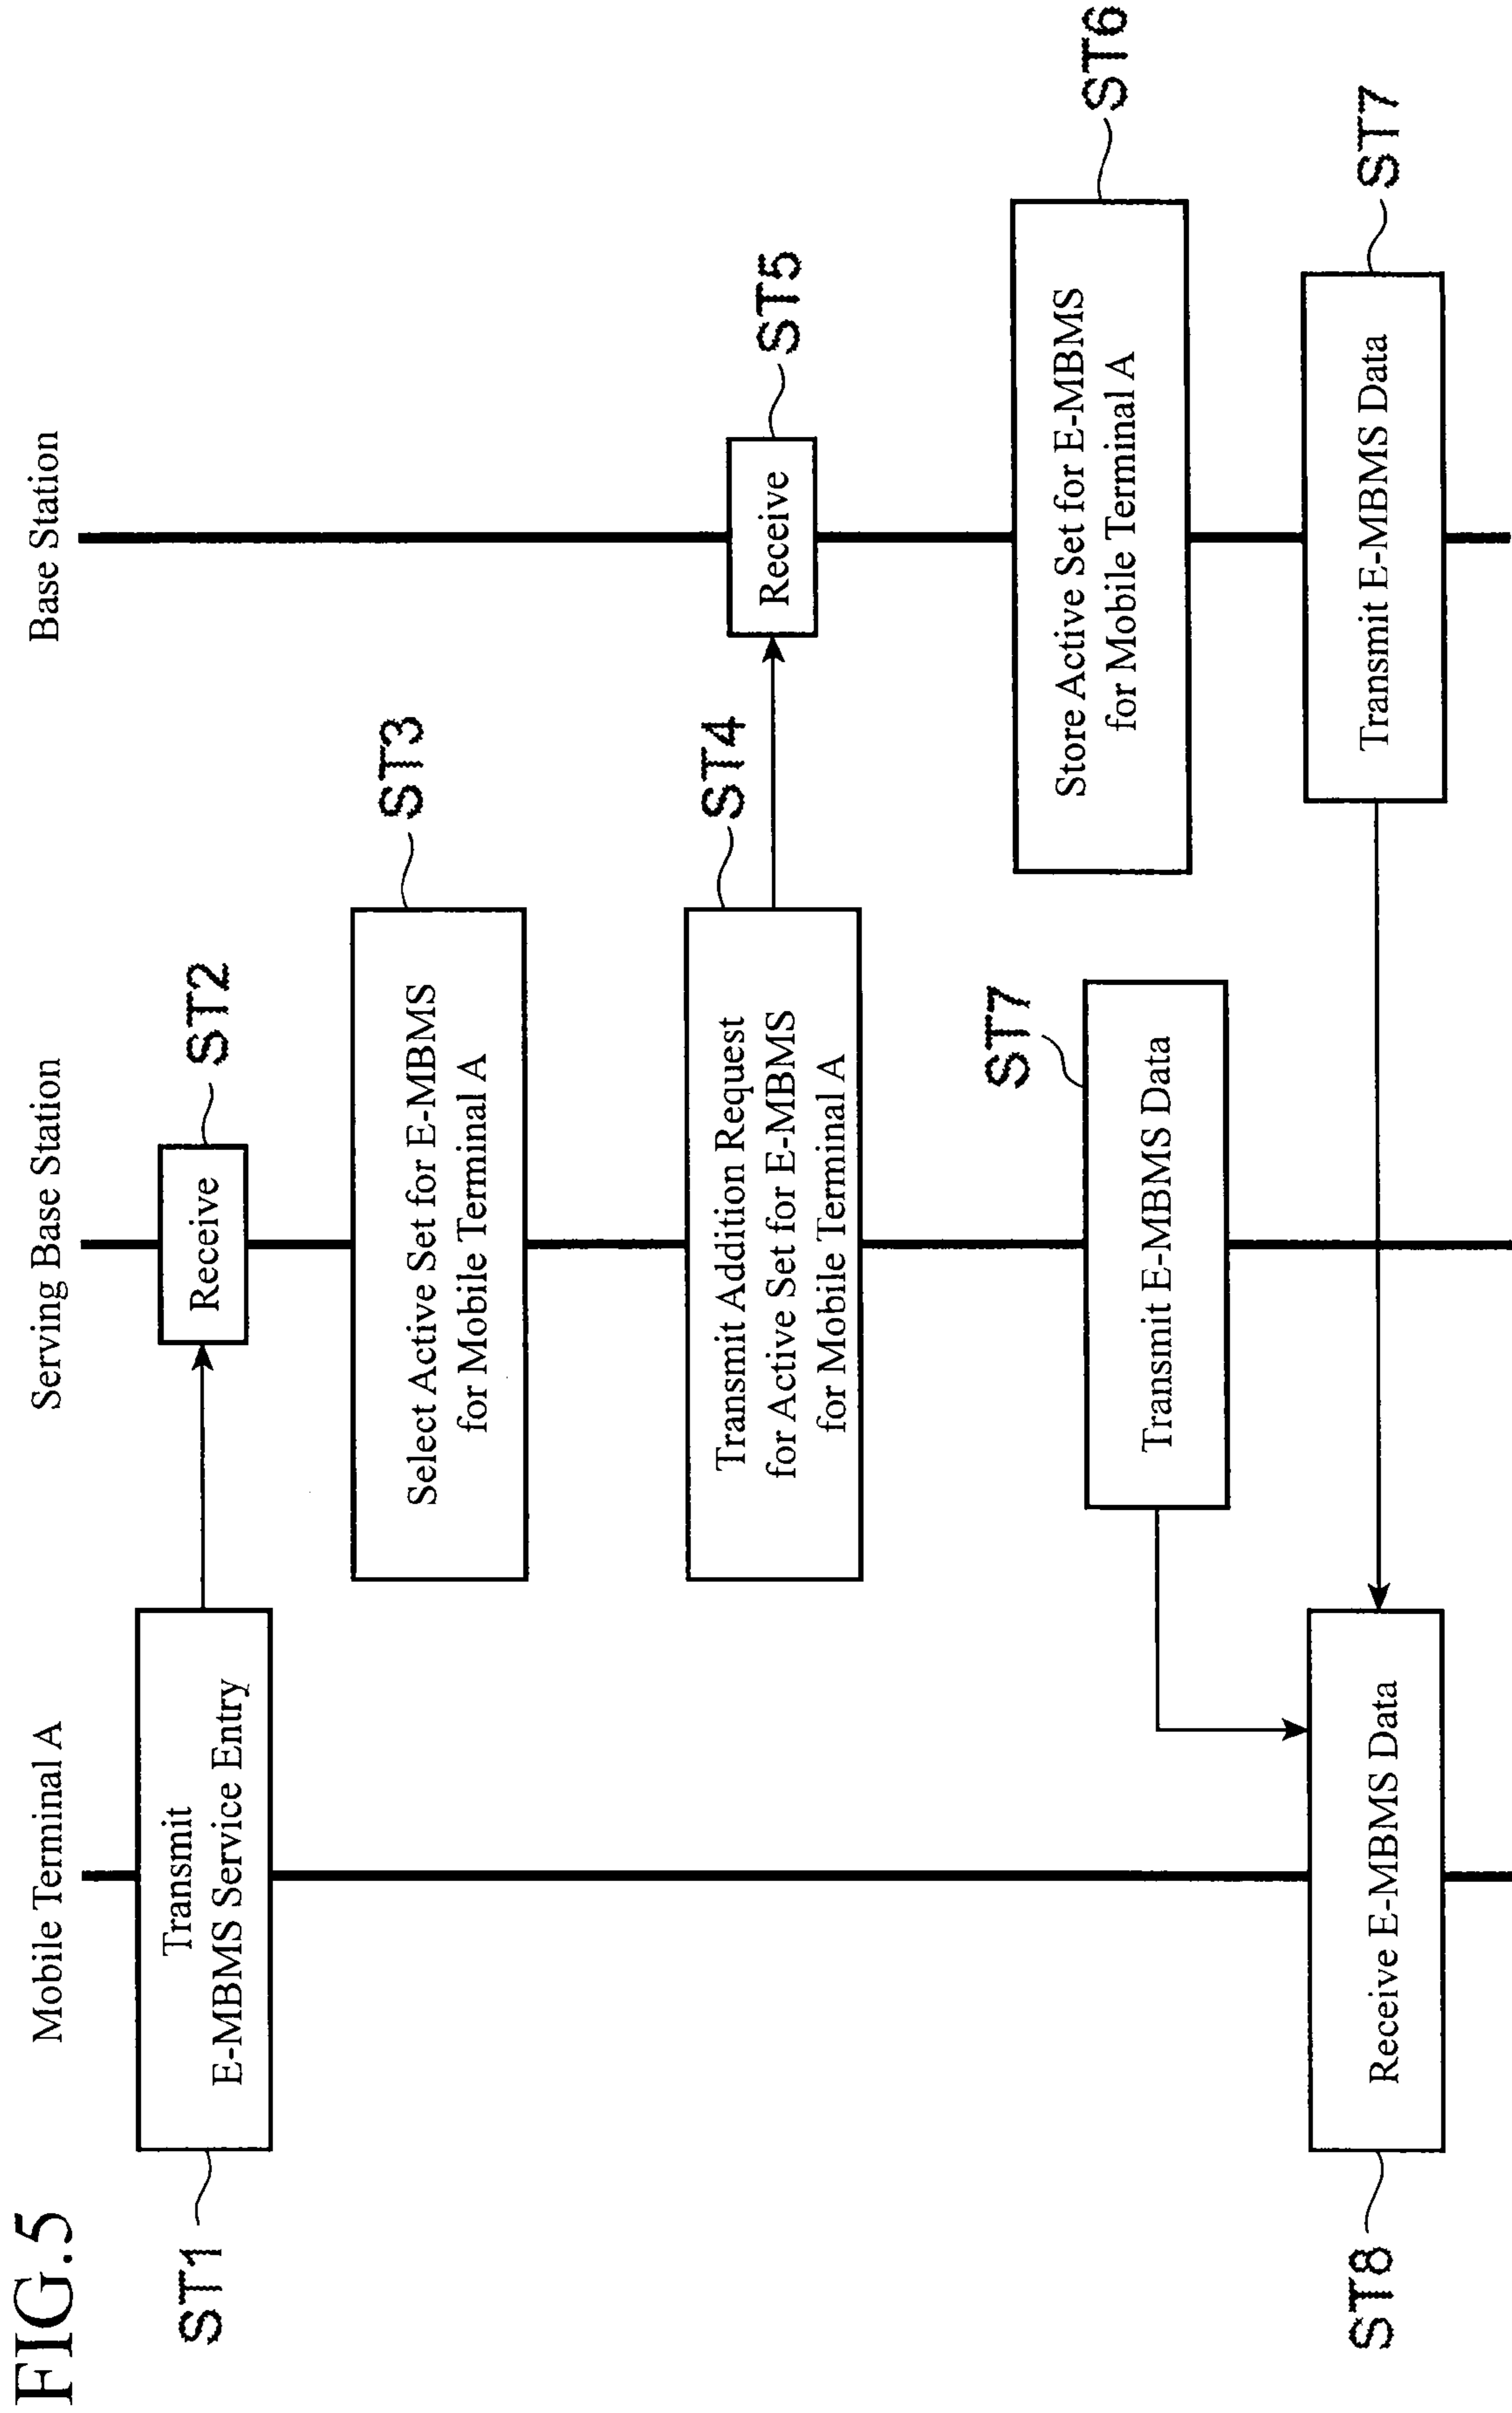 FIG.5
Mobile Terminal A
Serving Base Station
Base Station
ST1
Transmit
E-MBMS Service Entry
Receive
ST2
Select Active Set for E-MBMS
for Mobile Terminal A
ST3
Transmit Addition Request
for Active Set for E-MBMS
for Mobile Terminal A
ST4
Receive
ST5
Store Active Set for E-MBMS
for Mobile Terminal A
ST6
Transmit E-MBMS Data
ST7
Transmit E-MBMS Data
ST7
ST8
Receive E-MBMS Data